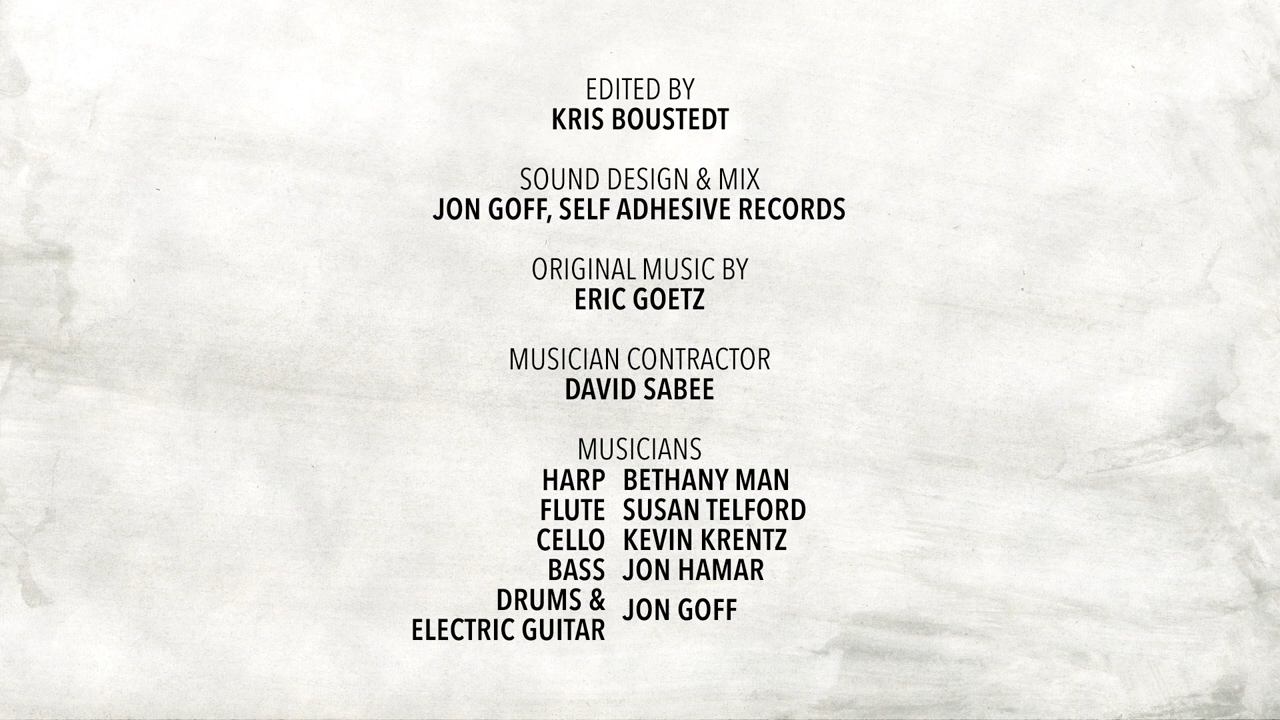 EDITED BY
KRIS BOUSTEDT
SOUND DESIGN & MIX
JON GOFF, SELF ADHESIVE RECORDS
ORIGINAL MUSIC BY
ERIC GOETZ
MUSICIAN CONTRACTOR
DAVID SABEE
MUSICIANS
HARP BETHANY MAN
FLUTE SUSAN TELFORD
CELLO KEVIN KRENTZ
BASS JON HAMAR
DRUMS &
ELECTRIC GUITAR JON GOFF